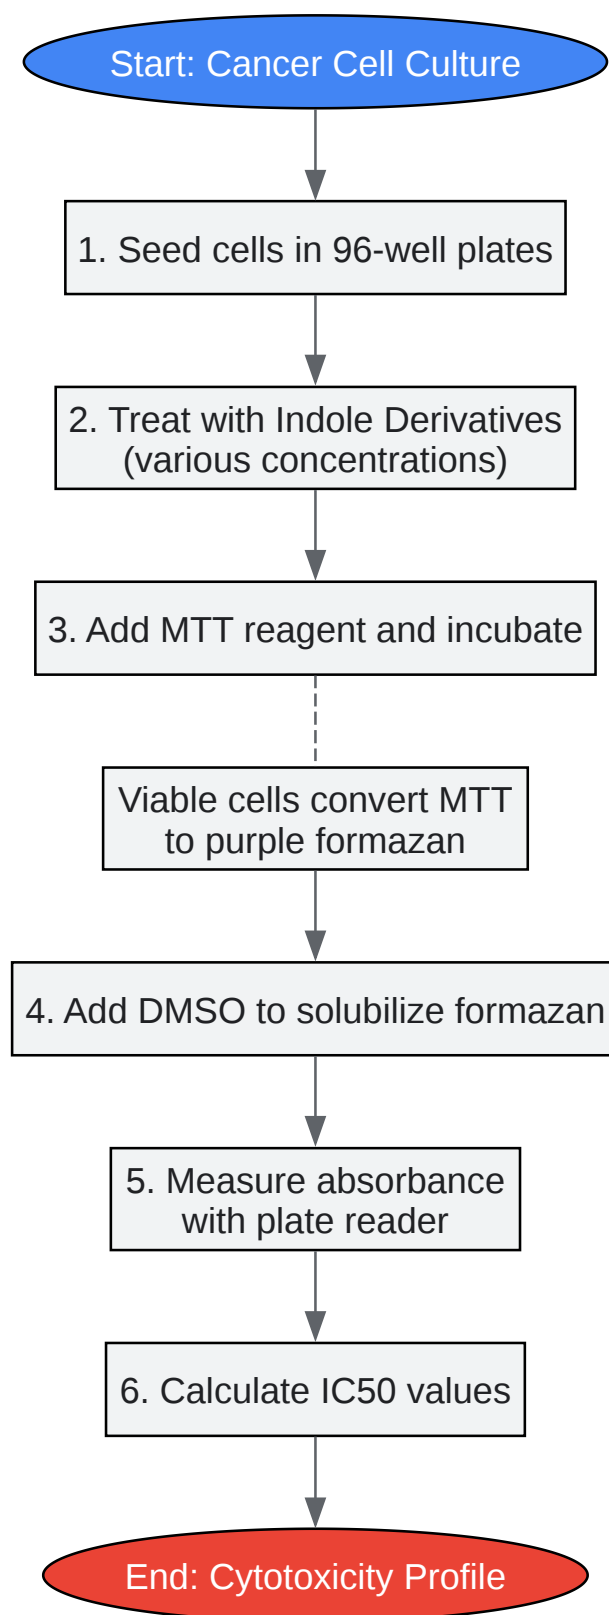 Start: Cancer Cell Culture
1. Seed cells in 96-well plates
2. Treat with Indole Derivatives
(various concentrations)
3. Add MTT reagent and incubate
Viable cells convert MTT
to purple formazan
4. Add DMSO to solubilize formazan
5. Measure absorbance
with plate reader
6. Calculate IC50 values
End: Cytotoxicity Profile